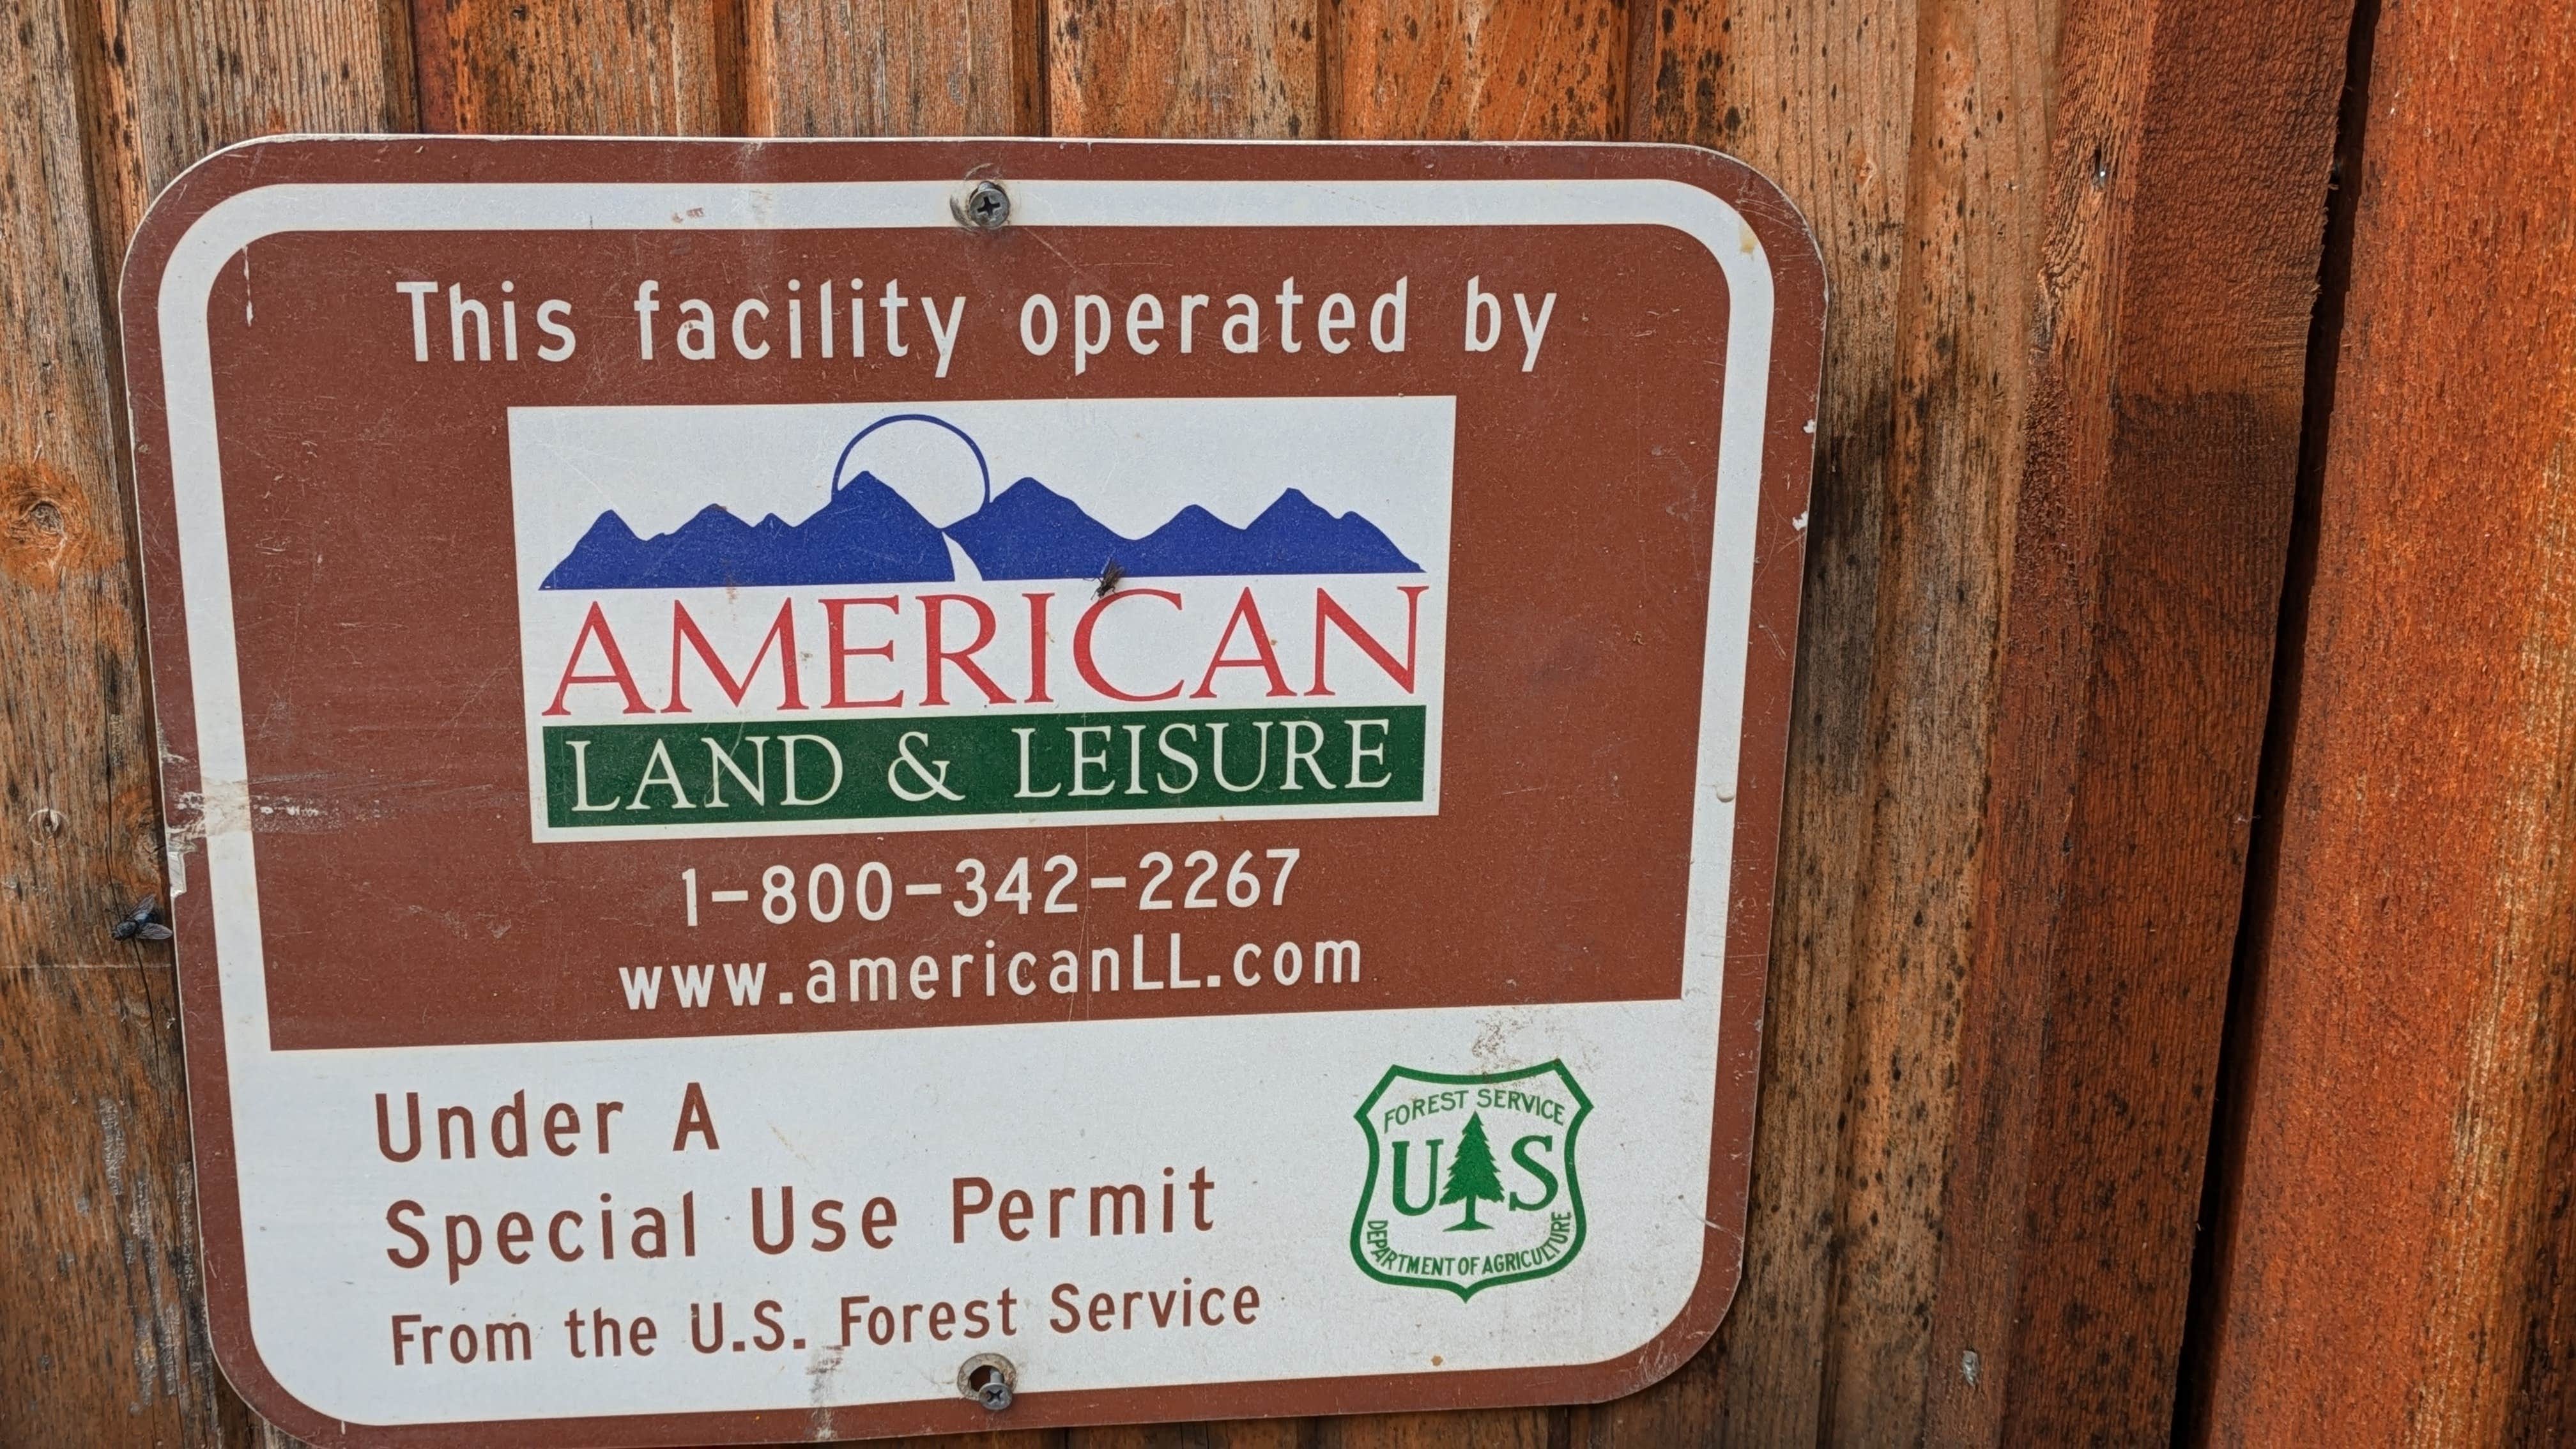 This facility operated by
AMERICAN
LAND & LEISURE
1-800-342-2267
www.americanLL.com
Under A
Special Use Permit
From the U.S. Forest Service
FOREST SERVICE
US
DEPARTMENT OF AGRICULTURE